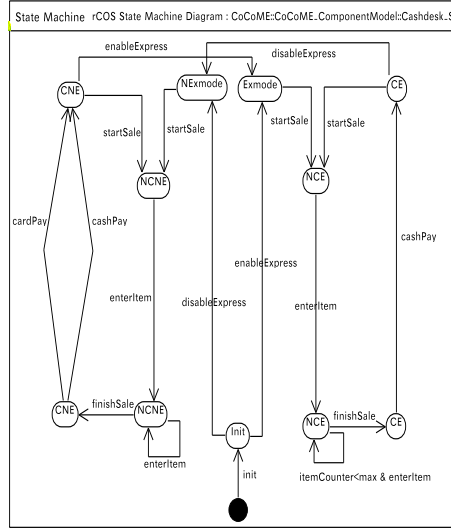 State Machine rCOS State Machine Diagram : CoCoME::CoCoME_ComponentModel::Cashdesk_S
enableExpress
disableExpress
CNE
NExmode
Exmode
CE
startSale
startSale
startSale
startSale
NCNE
NCE
cardPay
cashPay
cashPay
enableExpress
enterItem
disableExpress
enterItem
CNE
finishSale
NCNE
Init
NCE
finishSale
CE
enterItem
init
itemCounter<max & enterItem